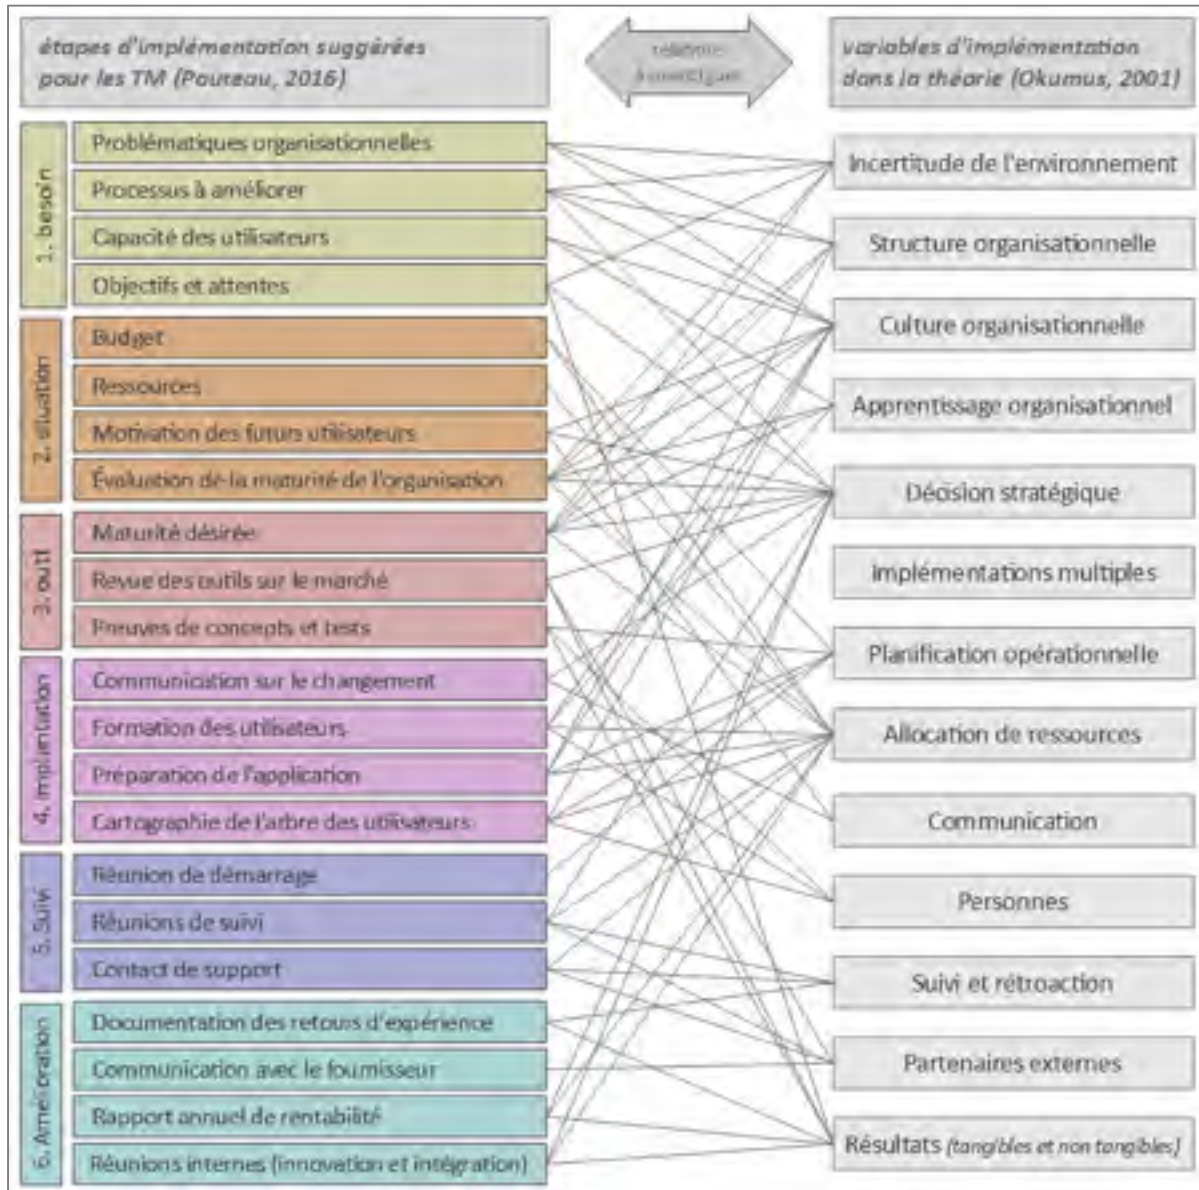 étapes d'implémentation suggérées
pour les TM (Pouteau, 2016)
variables d'implémentation
dans la théorie (Okumus, 2001)
1. besoin
Problématiques organisationnelles
Processus à améliorer
Capacité des utilisateurs
Objectifs et attentes
2. situation
Budget
Ressources
Motivation des futurs utilisateurs
Évaluation de la maturité de l'organisation
3. outil
Maturité désirée
Revue des outils sur le marché
Preuves de concepts et tests
4. implantation
Communication sur le changement
Formation des utilisateurs
Préparation de l'application
Cartographie de l'arbre des utilisateurs
5. Suivi
Réunion de démarrage
Réunions de suivi
Contact de support
6. Amélioration
Documentation des retours d'expérience
Communication avec le fournisseur
Rapport annuel de rentabilité
Réunions internes (innovation et intégration)
Incertitude de l'environnement
Structure organisationnelle
Culture organisationnelle
Apprentissage organisationnel
Décision stratégique
Implémentations multiples
Planification opérationnelle
Allocation de ressources
Communication
Personnes
Suivi et rétroaction
Partenaires externes
Résultats (tangibles et non tangibles)